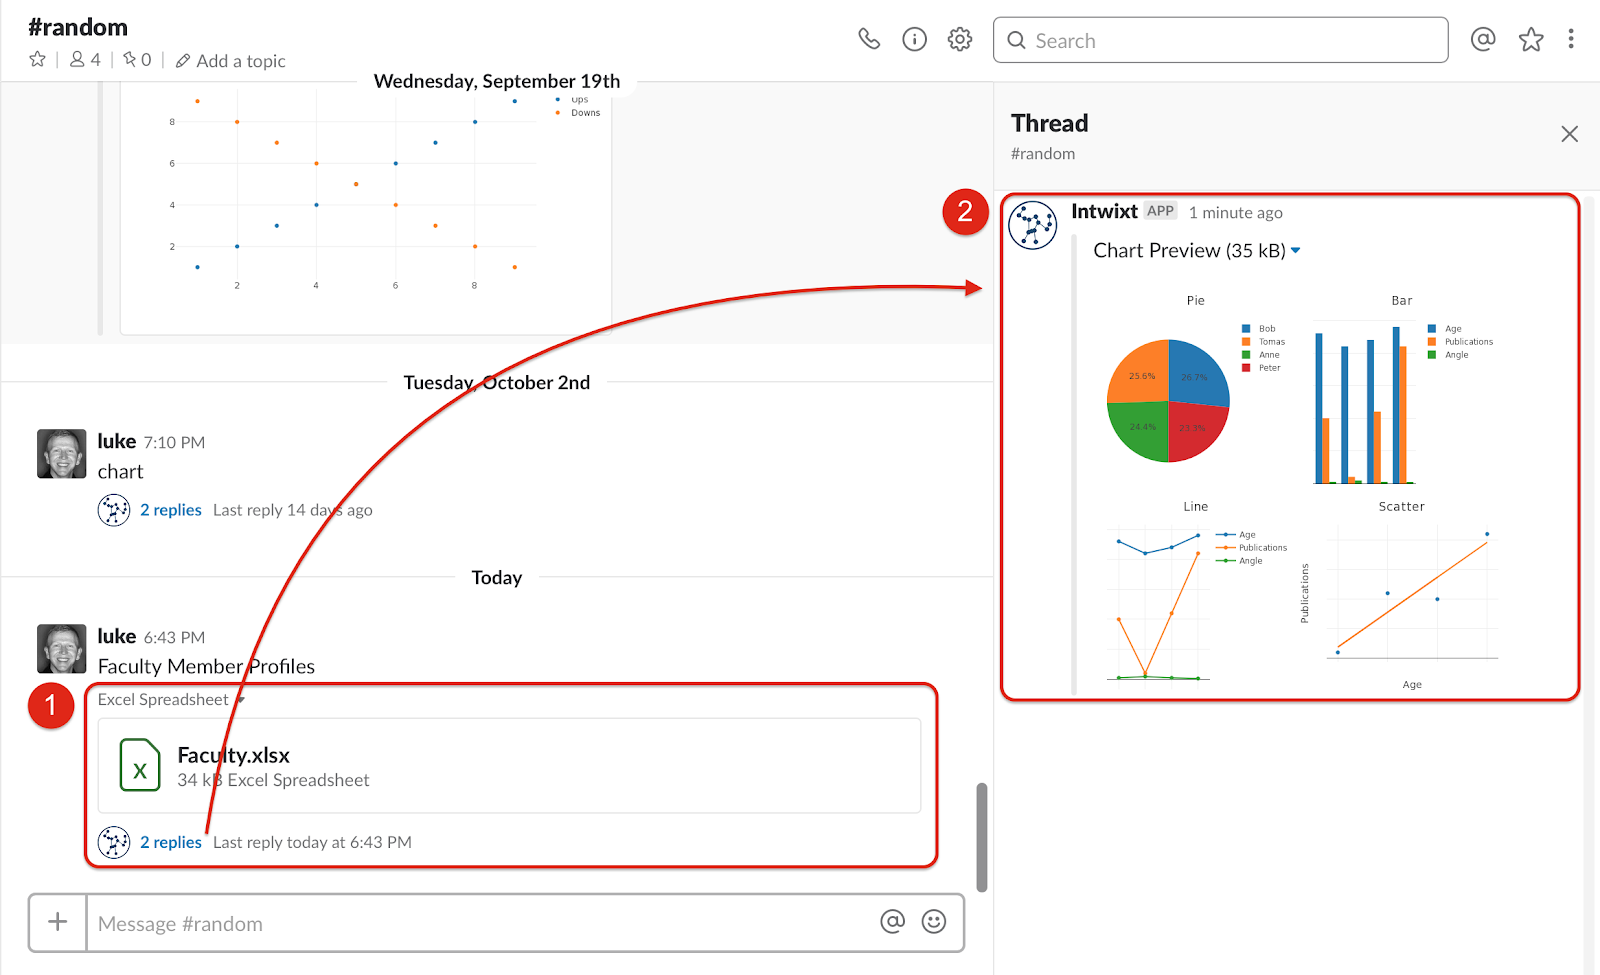 #random
4
0
Add a topic
Search
Wednesday, September 19th
Ups
Downs
8
6
4
2
2
4
6
8
Tuesday, October 2nd
luke 7:10 PM
chart
2 replies Last reply 14 days ago
Today
luke 6:43 PM
Faculty Member Profiles
1
Excel Spreadsheet
X
Faculty.xlsx
34 kB Excel Spreadsheet
2 replies Last reply today at 6:43 PM
Message #random
Thread
#random
2
Intwixt APP 1 minute ago
Chart Preview (35 kB)
Pie
Bob
Tomas
Anne
Peter
25.6%
26.7%
24.4%
23.3%
Bar
Age
Publications
Angle
Line
Age
Publications
Angle
Scatter
Publications
Age